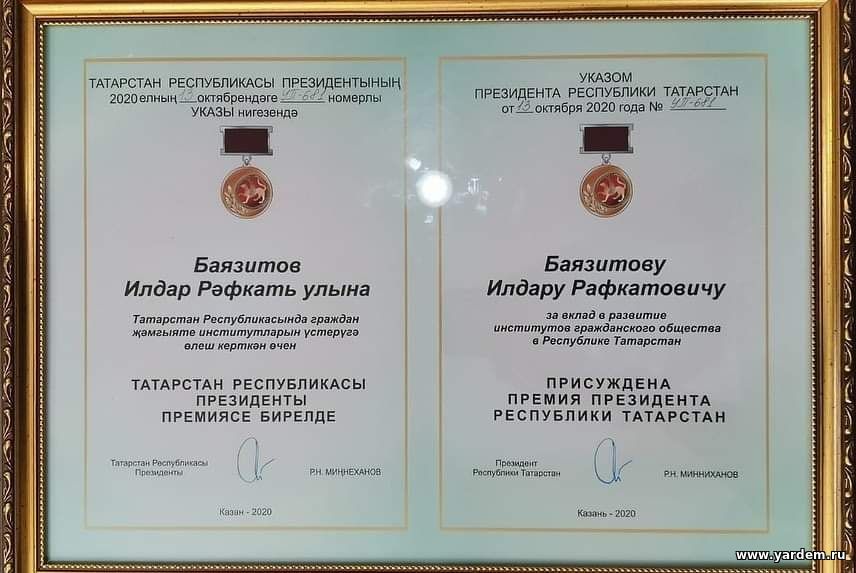 ТАТАРСТАН РЕСПУБЛИКАСЫ ПРЕЗИДЕНТЫНЫҢ
2020 елның 13 октябрендәге УП-681 номерлы
УКАЗЫ нигезендә
Баязитов
Илдар Рәфкать улына
Татарстан Республикасында граждан
җәмгыяте институтларын үстерүгә
өлеш керткән өчен
ТАТАРСТАН РЕСПУБЛИКАСЫ
ПРЕЗИДЕНТЫ
ПРЕМИЯСЕ БИРЕЛДЕ
Татарстан Республикасы
Президенты
Р.Н. МИҢНЕХАНОВ
Казан - 2020
УКАЗОМ
ПРЕЗИДЕНТА РЕСПУБЛИКИ ТАТАРСТАН
от 13 октября 2020 года № УП-681
Баязитову
Илдару Рафкатовичу
за вклад в развитие
институтов гражданского общества
в Республике Татарстан
ПРИСУЖДЕНА
ПРЕМИЯ ПРЕЗИДЕНТА
РЕСПУБЛИКИ ТАТАРСТАН
Президент
Республики Татарстан
Р.Н. МИННИХАНОВ
Казань - 2020
www.yardem.ru